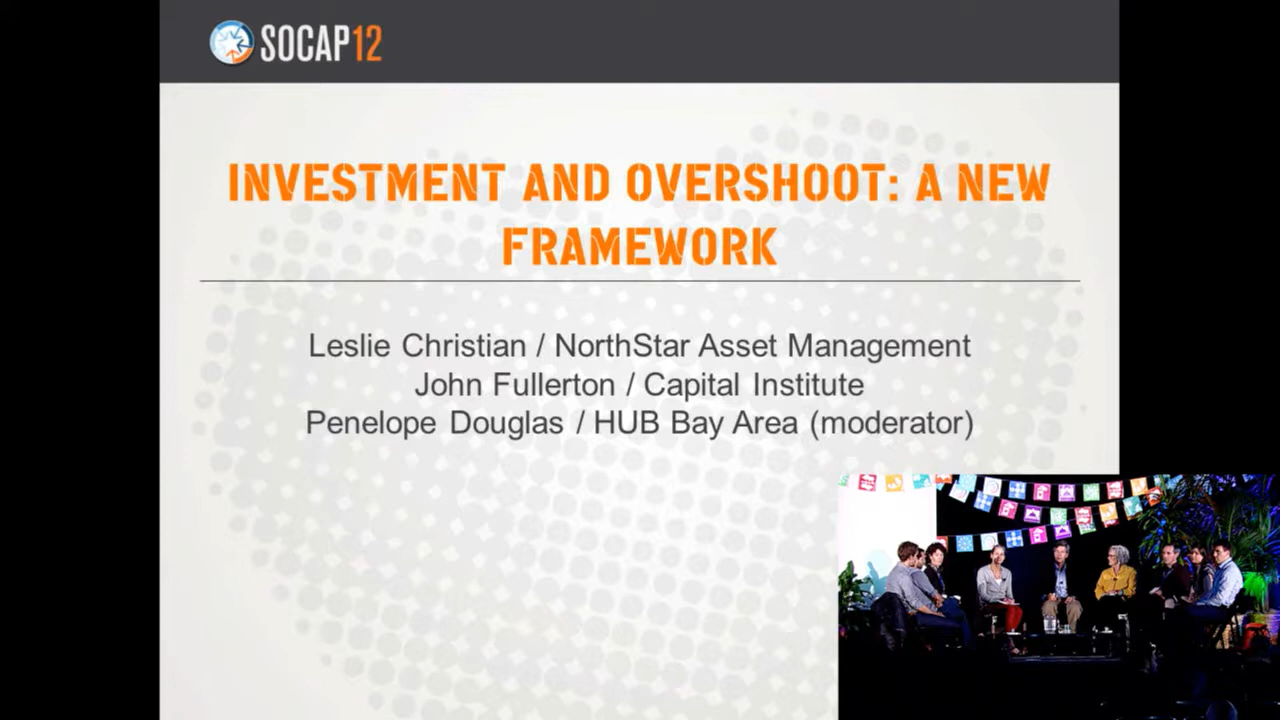 SOCAP12
INVESTMENT AND OVERSHOOT: A NEW
FRAMEWORK
Leslie Christian / NorthStar Asset Management
John Fullerton / Capital Institute
Penelope Douglas / HUB Bay Area (moderator)